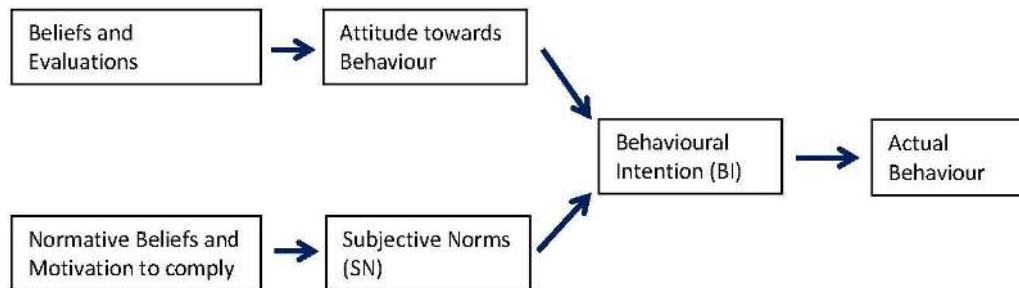 Beliefs and
Evaluations
Attitude towards
Behaviour
Behavioural
Intention (BI)
Actual
Behaviour
Normative Beliefs and
Motivation to comply
Subjective Norms
(SN)